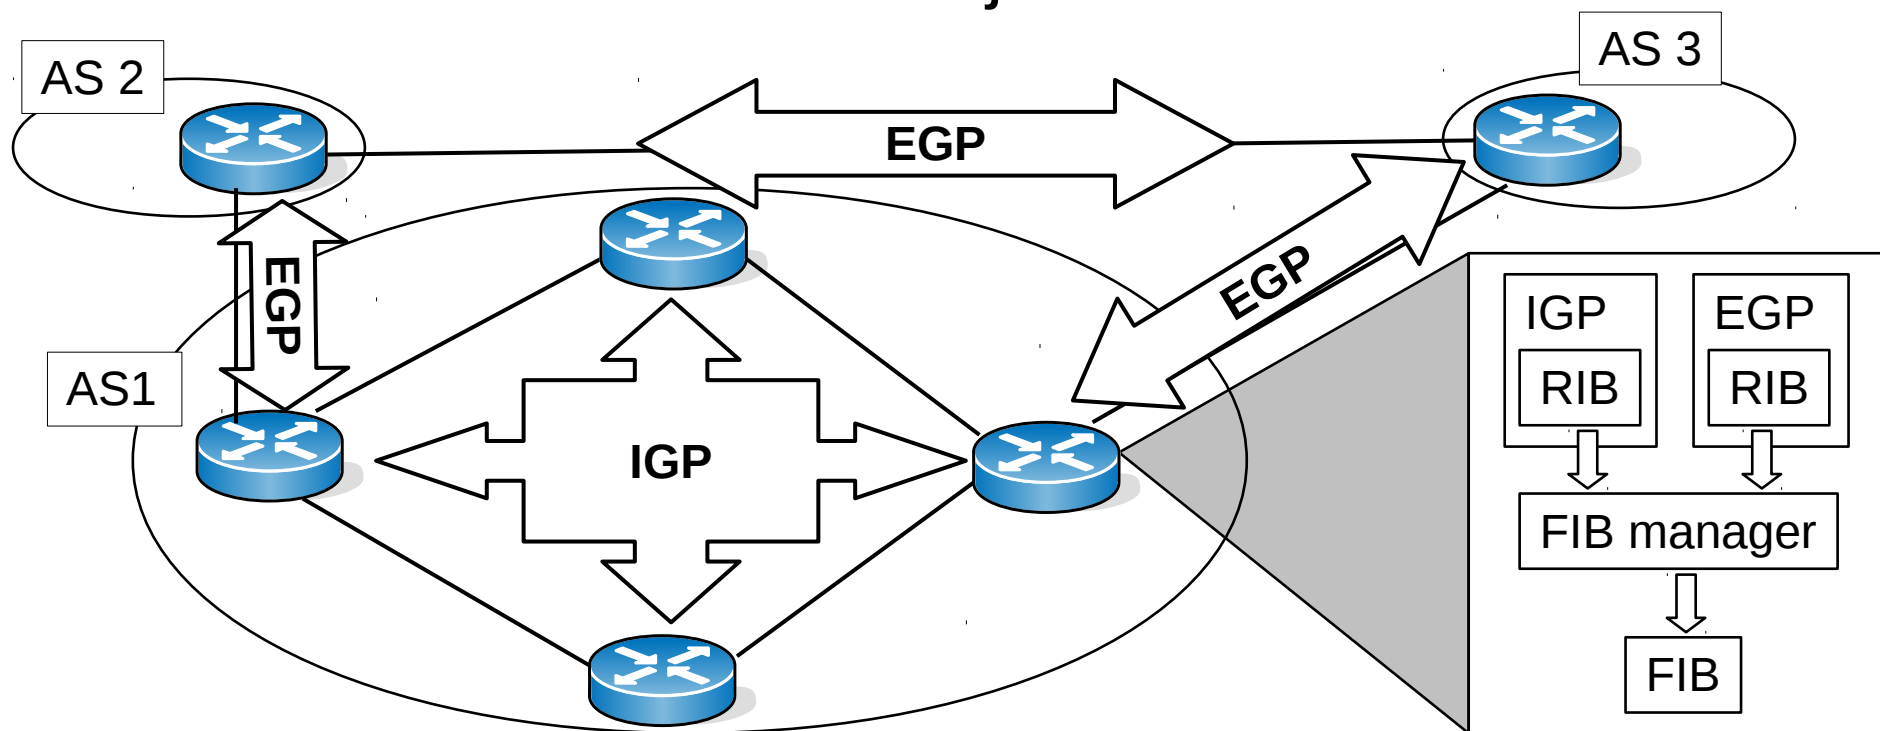 AS 2
AS 3
EGP
EGP
EGP
IGP
EGP
RIB
RIB
AS1
IGP
FIB manager
FIB